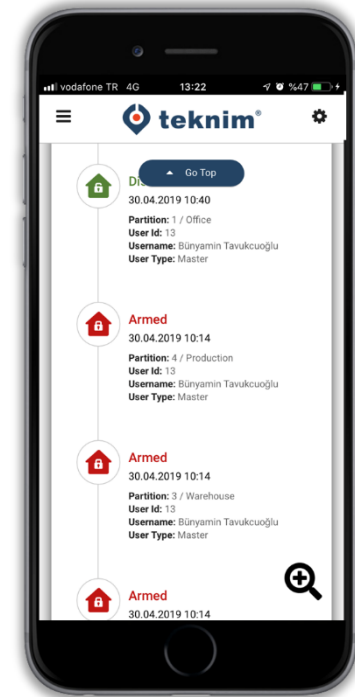 vodafone TR 4G 13:22 %47
teknim®
Go Top
30.04.2019 10:40
Partition: 1 / Office
User Id: 13
Username: Bünyamin Tavukcuoğlu
User Type: Master
Armed
30.04.2019 10:14
Partition: 4 / Production
User Id: 13
Username: Bünyamin Tavukcuoğlu
User Type: Master
Armed
30.04.2019 10:14
Partition: 3 / Warehouse
User Id: 13
Username: Bünyamin Tavukcuoğlu
User Type: Master
Armed
30.04.2019 10:14